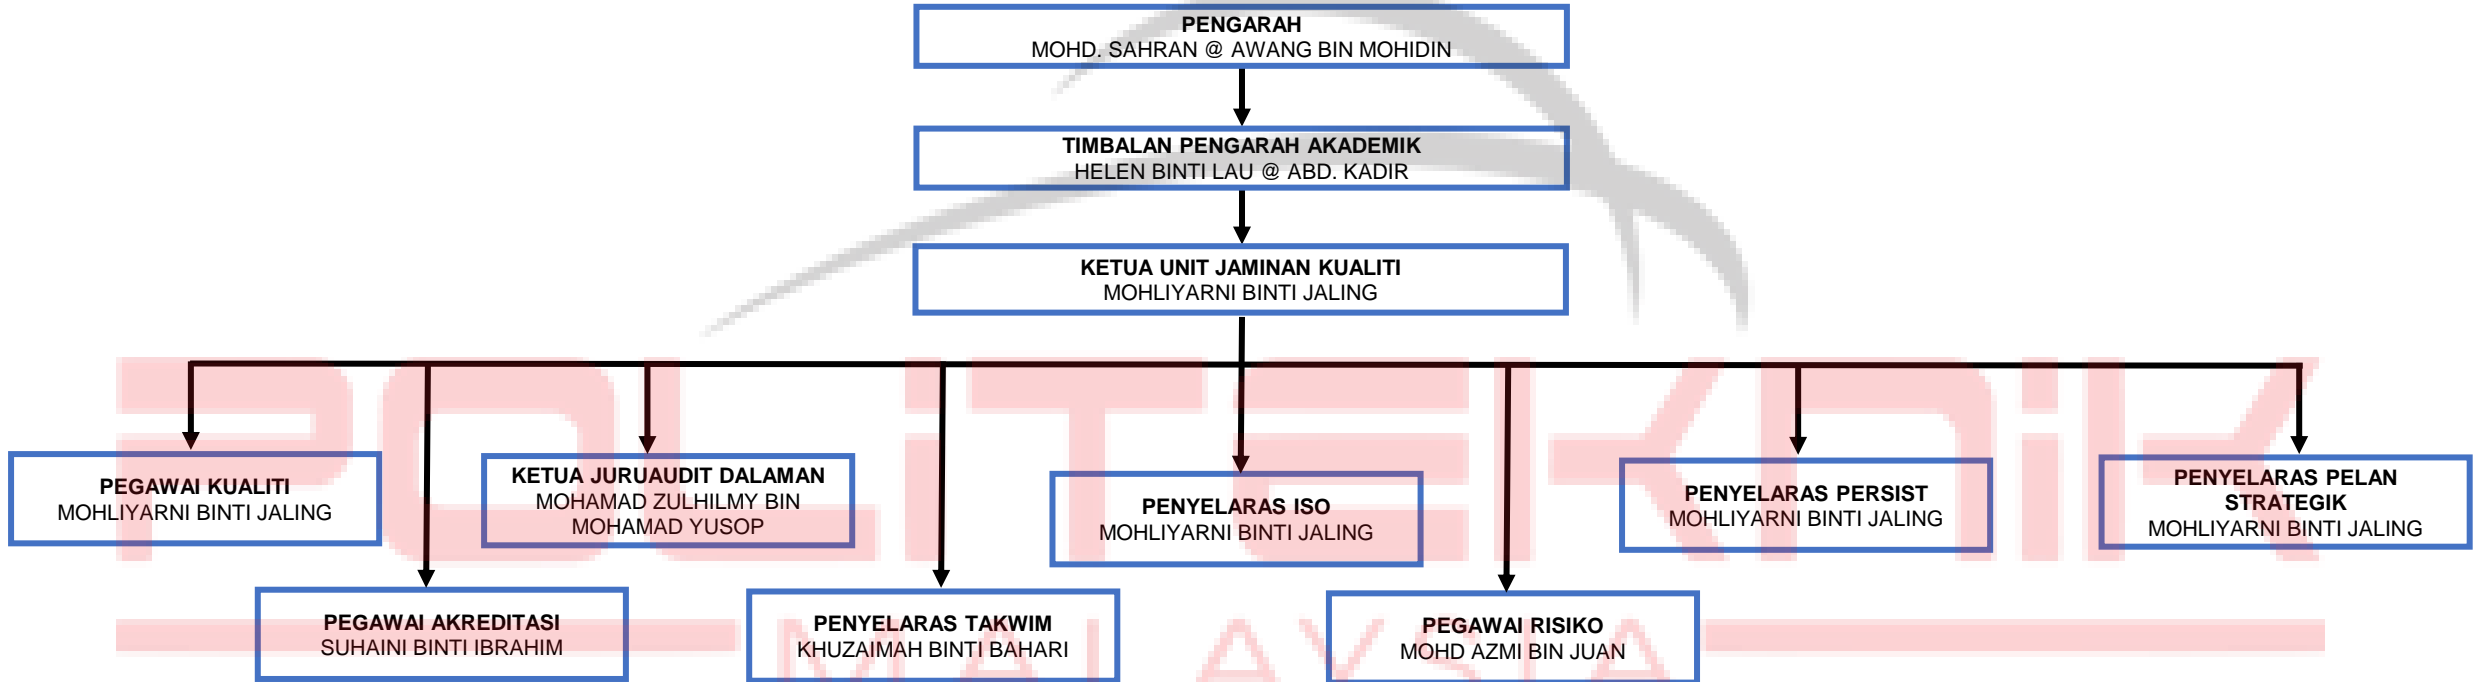 PENGARAH
MOHD. SAHRAN @ AWANG BIN MOHIDIN
TIMBALAN PENGARAH AKADEMIK
HELEN BINTI LAU @ ABD. KADIR
KETUA UNIT JAMINAN KUALITI
MOHLIYARNI BINTI JALING
PEGAWAI KUALITI
MOHLIYARNI BINTI JALING
KETUA JURUAUDIT DALAMAN
MOHAMAD ZULHILMY BIN
MOHAMAD YUSOP
PENYELARAS ISO
MOHLIYARNI BINTI JALING
PENYELARAS PERSIST
MOHLIYARNI BINTI JALING
PENYELARAS PELAN
STRATEGIK
MOHLIYARNI BINTI JALING
PEGAWAI AKREDITASI
SUHAINI BINTI IBRAHIM
PENYELARAS TAKWIM
KHUZAIMAH BINTI BAHARI
PEGAWAI RISIKO
MOHD AZMI BIN JUAN
POLiTEKNiK
MALAYSIA